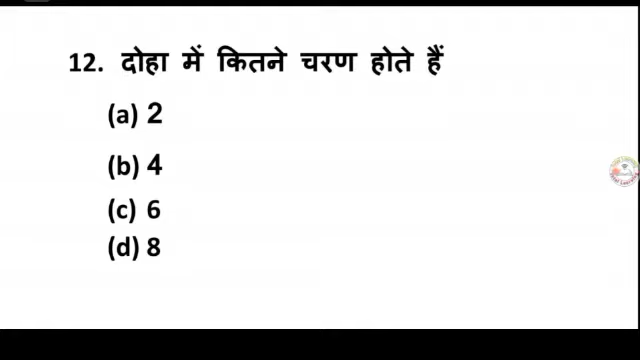 12. दोहा में कितने चरण होते हैं
(a) 2
(b) 4
(c) 6
(d) 8